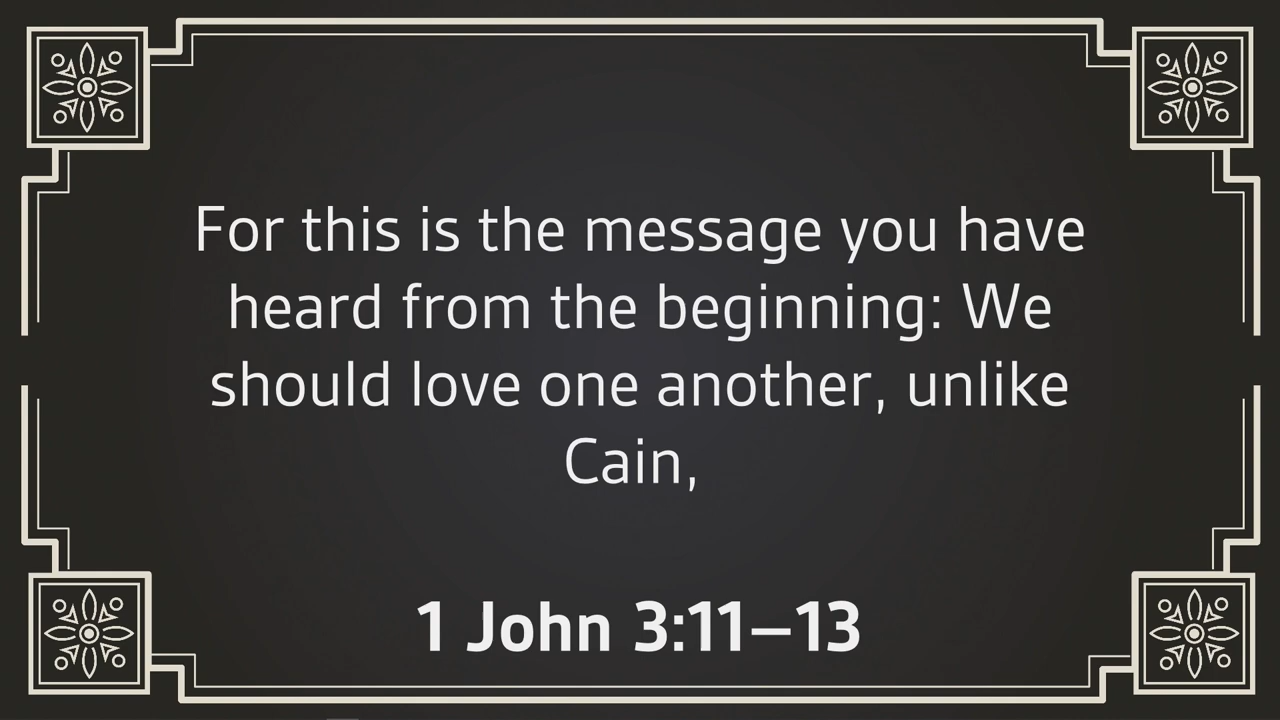 For this is the message you have
heard from the beginning: We
should love one another, unlike
Cain,
1 John 3:11–13